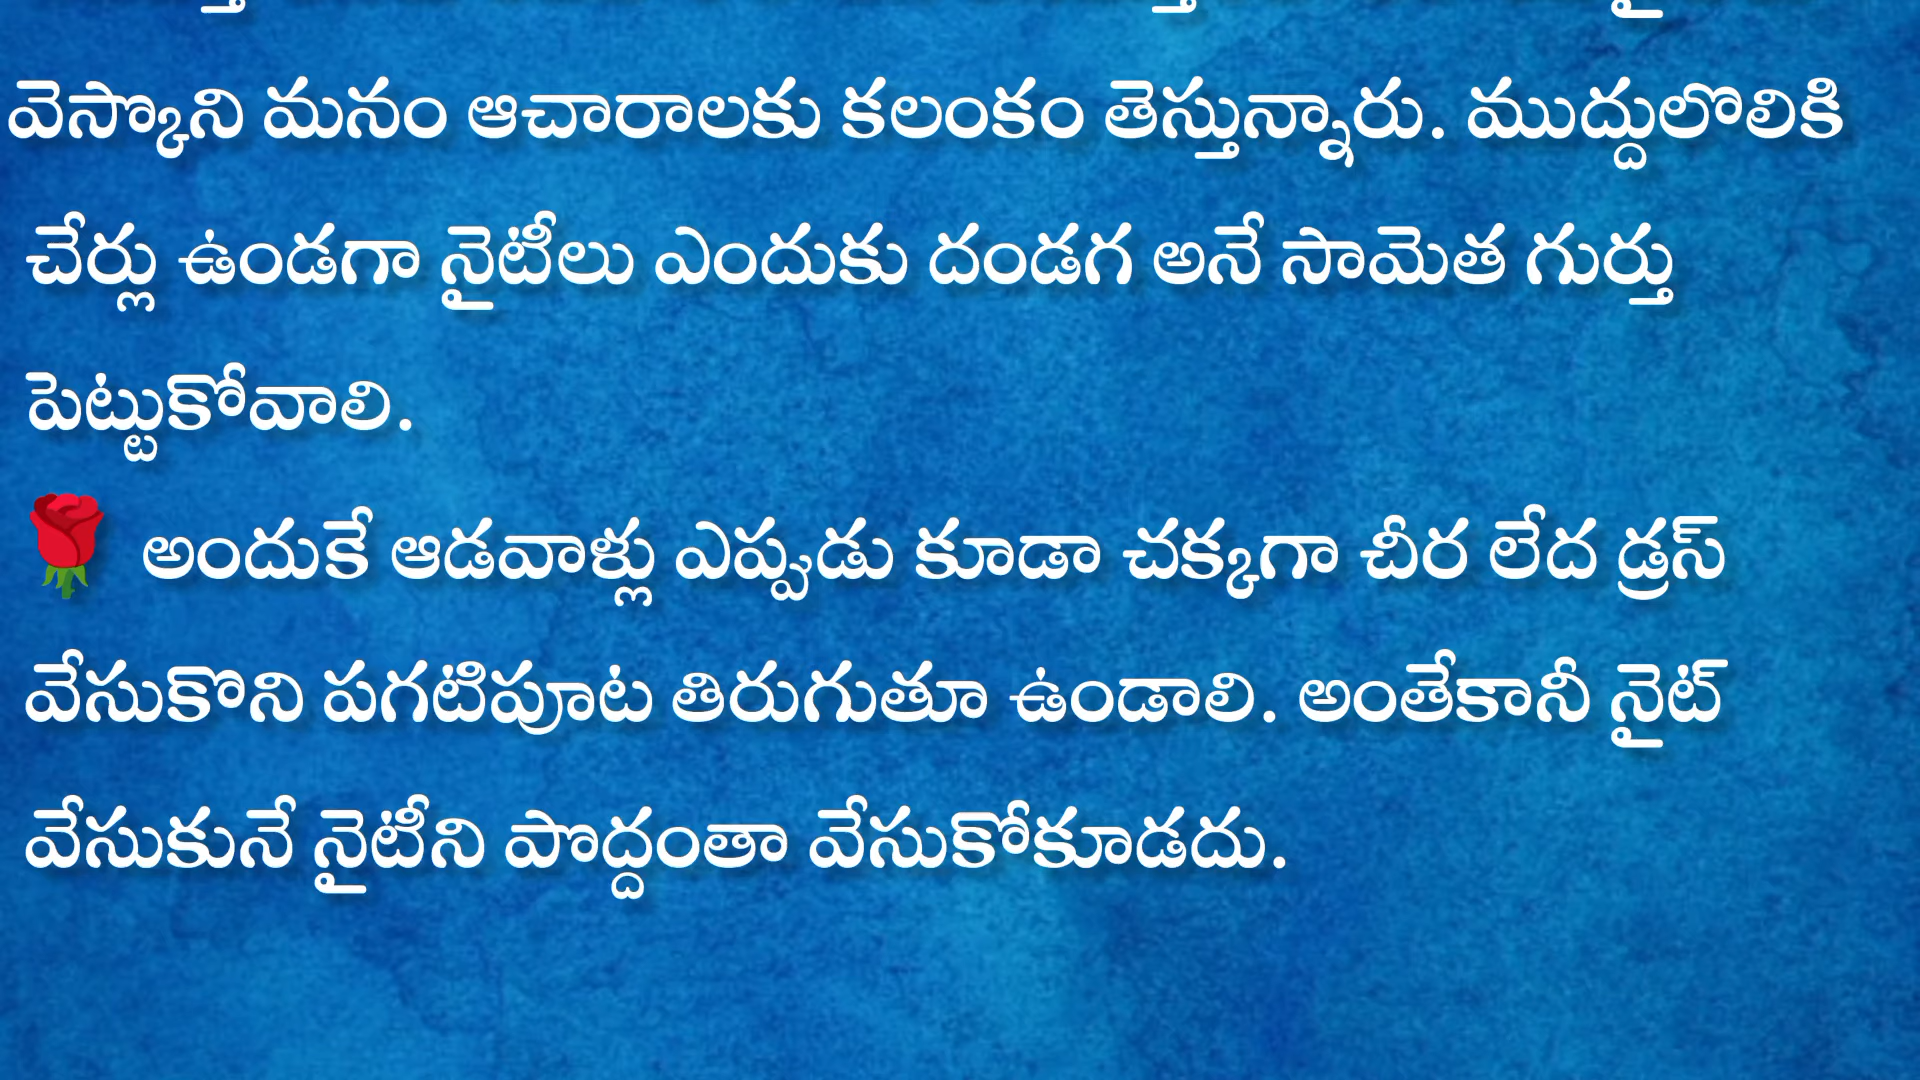 వెస్కొని మనం ఆచారాలకు కలంకం తెస్తున్నారు. ముద్దులొలికి
చేర్లు ఉండగా నైటీలు ఎందుకు దండగ అనే సామెత గుర్తు
పెట్టుకోవాలి.
🌹 అందుకే ఆడవాళ్లు ఎప్పుడు కూడా చక్కగా చీర లేద డ్రస్
వేసుకొని పగటిపూట తిరుగుతూ ఉండాలి. అంతేకానీ నైట్
వేసుకునే నైటీని పొద్దంతా వేసుకోకూడదు.